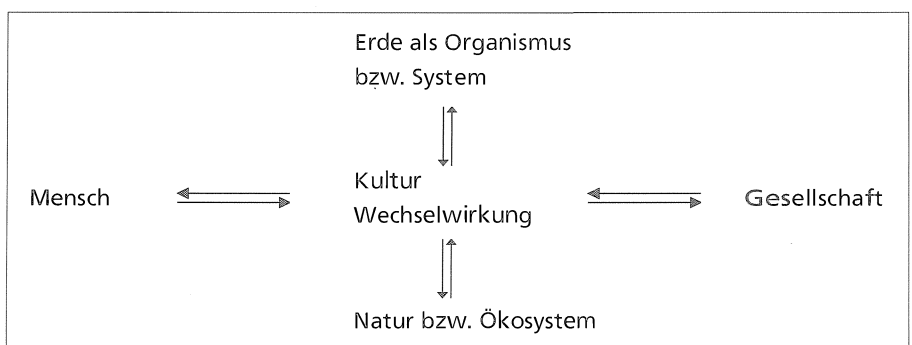 Erde als Organismus
bzw. System
Mensch
Kultur
Wechselwirkung
Gesellschaft
Natur bzw. Ökosystem